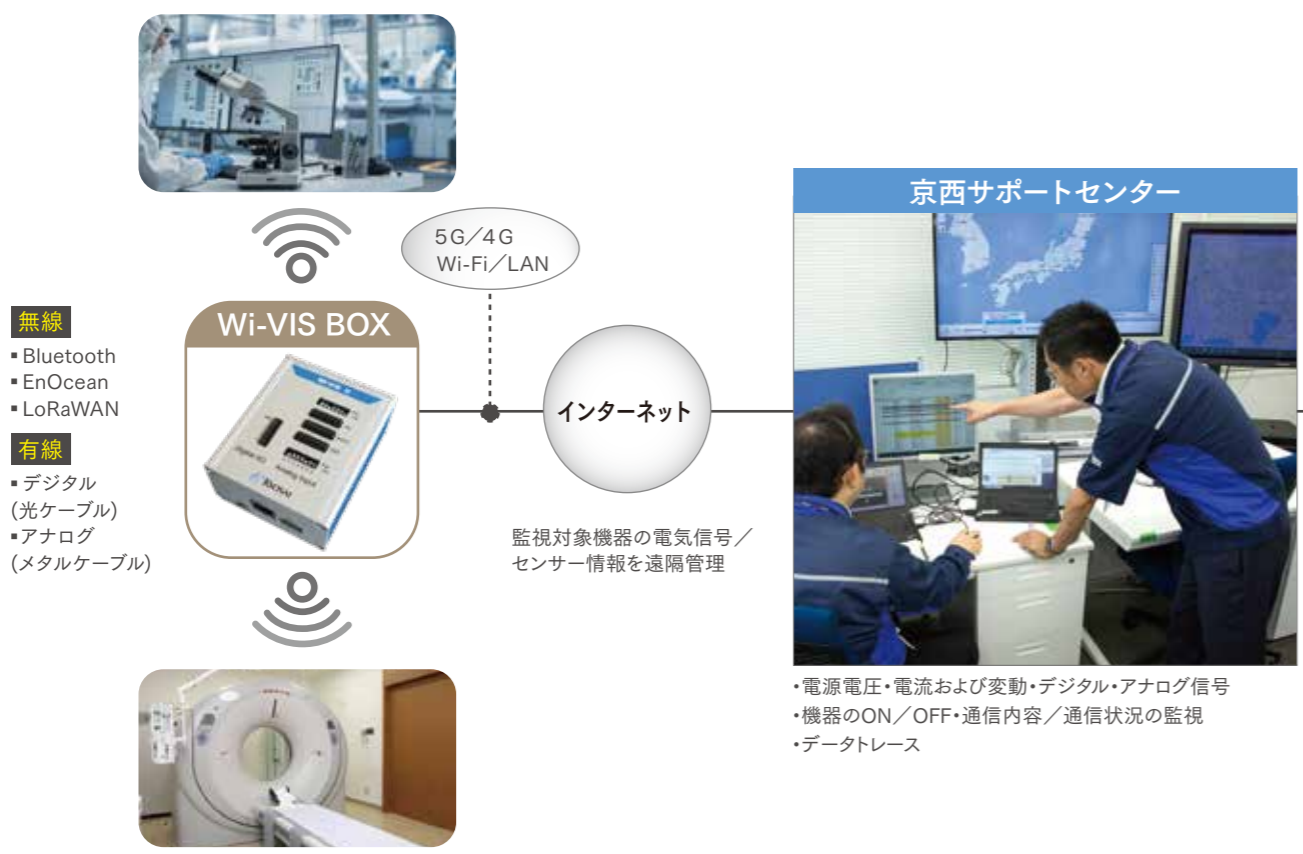 京西サポートセンター
5G／4G
Wi-Fi／LAN
無線
▪Bluetooth
▪EnOcean
▪LoRaWAN
有線
▪デジタル
(光ケーブル)
▪アナログ
(メタルケーブル)
Wi-VIS BOX
Digital I/O
Analog Input
インターネット
監視対象機器の電気信号／
センサー情報を遠隔管理
・電源電圧・電流および変動・デジタル・アナログ信号
・機器のON／OFF・通信内容／通信状況の監視
・データトレース